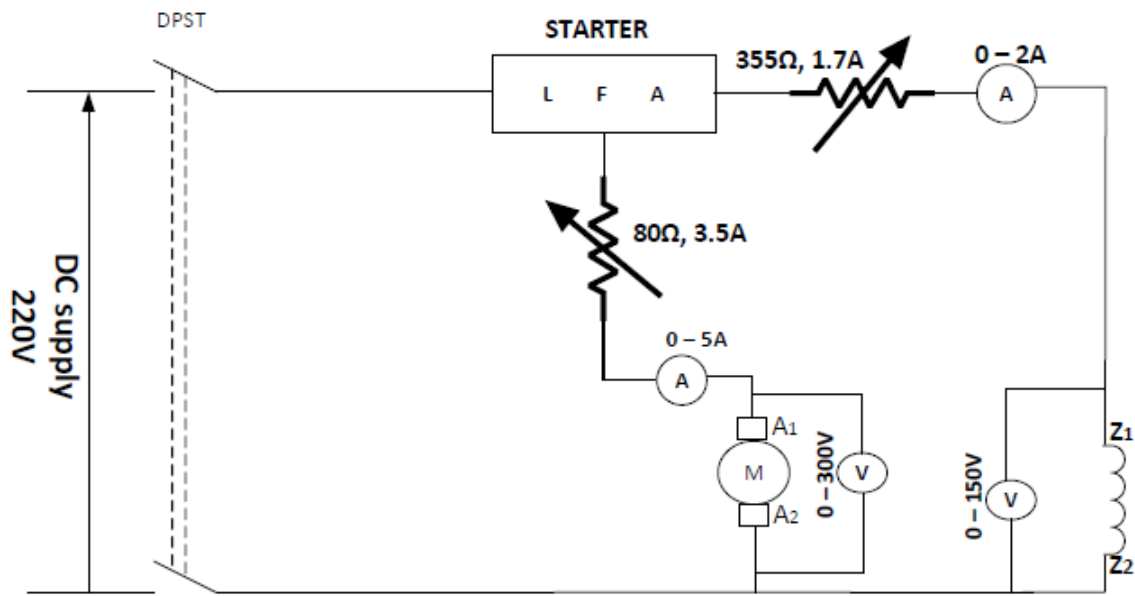 DPST
STARTER
355Ω, 1.7A
0 – 2A
L F A
A
80Ω, 3.5A
DC supply
220V
0 – 5A
A
A1
M
A2
V
0 – 300V
V
0 – 150V
Z1
Z2